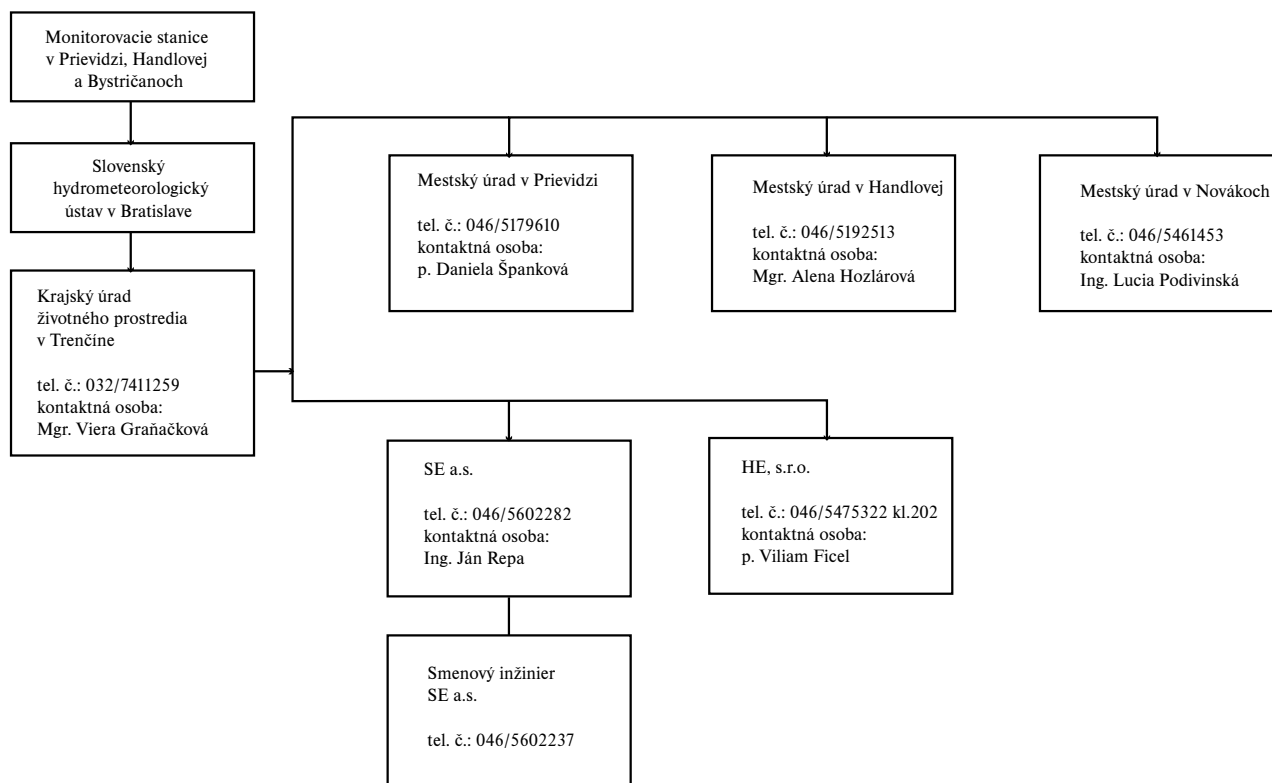 Monitorovacie stanice
v Prievidzi, Handlovej
a Bystričanoch
Slovenský
hydrometeorologický
ústav v Bratislave
Krajský úrad
životného prostredia
v Trenčíne
tel. č.: 032/7411259
kontaktná osoba:
Mgr. Viera Graňačková
Mestský úrad v Prievidzi
tel. č.: 046/5179610
kontaktná osoba:
p. Daniela Španková
Mestský úrad v Handlovej
tel. č.: 046/5192513
kontaktná osoba:
Mgr. Alena Hozlárová
Mestský úrad v Novákoch
tel. č.: 046/5461453
kontaktná osoba:
Ing. Lucia Podivinská
SE a.s.
tel. č.: 046/5602282
kontaktná osoba:
Ing. Ján Repa
HE, s.r.o.
tel. č.: 046/5475322 kl.202
kontaktná osoba:
p. Viliam Ficel
Smenový inžinier
SE a.s.
tel. č.: 046/5602237